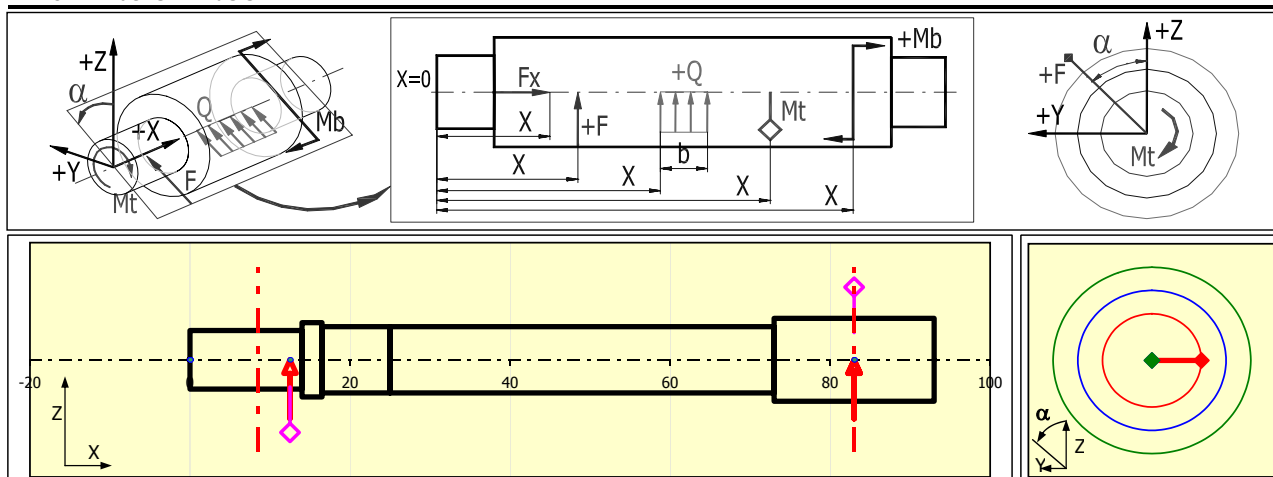 +Z
α
Q
+X
Mb
+Y
F
Mt
X=0
Fx
+F
+Q
Mt
+Mb
X
b
X
X
X
X
+Z
α
+F
+Y
Mt
-20
20
40
60
80
100
Z
X
α
Z
Y